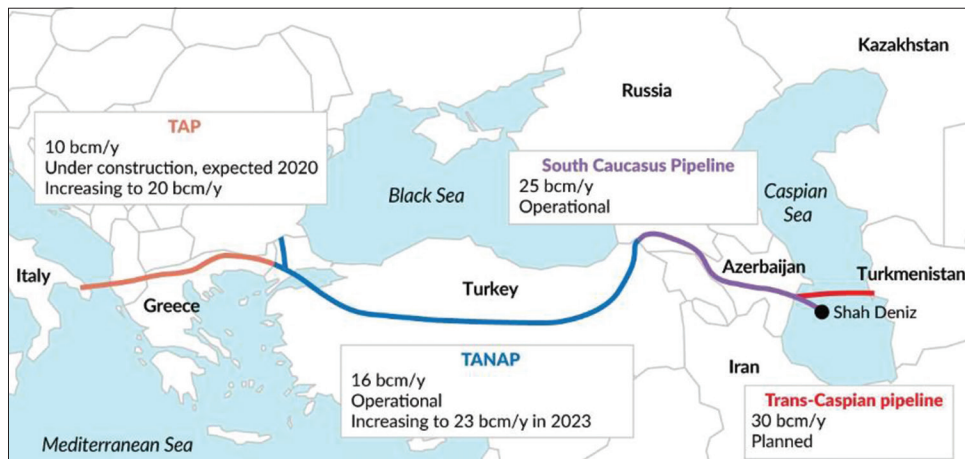 Kazakhstan
Russia
TAP
10 bcm/y
Under construction, expected 2020
Increasing to 20 bcm/y
South Caucasus Pipeline
25 bcm/y
Operational
Black Sea
Caspian
Sea
Italy
Greece
Turkey
Azerbaijan
Turkmenistan
Shah Deniz
TANAP
16 bcm/y
Operational
Increasing to 23 bcm/y in 2023
Iran
Trans-Caspian pipeline
30 bcm/y
Planned
Mediterranean Sea